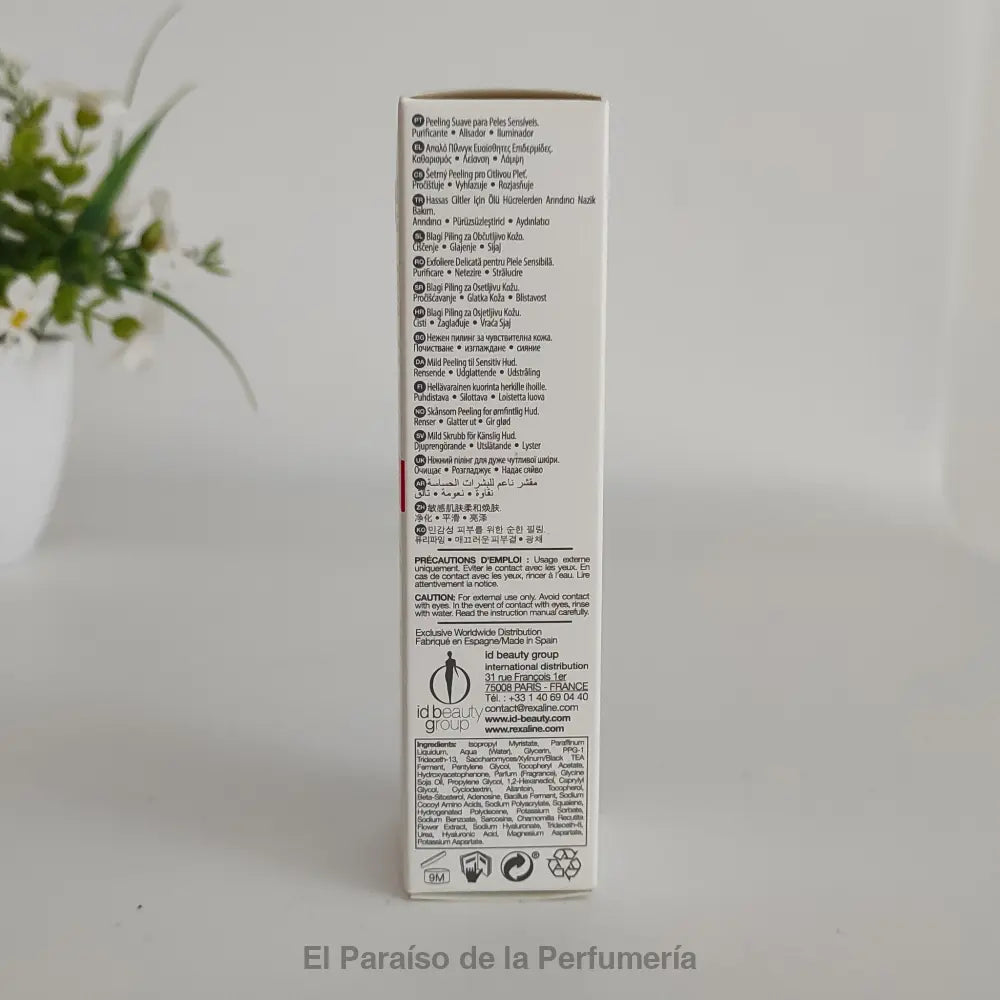 PT Peeling Suave para Peles Sensíveis.
Purificante • Alisador • Iluminador
EL Απαλό Πίλινγκ Ευαίσθητες Επιδερμίδες.
Καθαρισμός • Λείανση • Λάμψη
CS Šetrný Peeling pro Citlivou Pleť.
Pročišťuje • Vyhlazuje • Rozjasňuje
TR Hassas Ciltler için Ölü Hücrelerden Arındırıcı Nazik
Bakım.
Arındırıcı • Pürüzsüzleştirici • Aydınlatıcı
SL Blagi Piling za Občutljivo Kožo.
Čiščenje • Glajenje • Sijaj
RO Exfoliere Delicată pentru Piele Sensibilă.
Purificare • Netezire • Strălucire
SR Blagi Piling za Osetljivu Kožu.
Pročišćavanje • Glatka Koža • Blistavost
HR Blagi Piling za Osjetljivu Kožu.
Čisti • Zaglađuje • Vraća Sjaj
BG Нежен пилинг за чувствителна кожа.
Почистване • изглаждане • сияние
DA Mild Peeling til Sensitiv Hud.
Rensende • Udglattende • Udstråling
FI Hellävarainen kuorinta herkille ihoille.
Puhdistava • Silottava • Loistetta luova
NO Skånsom Peeling for ømfintlig Hud.
Renser • Glatter ut • Gir glød
SV Mild Skrubb för Känslig Hud.
Djuprengörande • Utslätande • Lyster
UK Ніжний пілінг для дуже чутливої шкіри.
Очищає • Розгладжує • Надає сяйво
AR مقشر ناعم للبشرات الحساسة
نقاوة • نعومة • تألق
ZH 敏感肌肤柔和焕肤.
净化 • 平滑 • 亮泽
KO 민감성 피부를 위한 순한 필링.
퓨리파잉 • 매끄러운 피부결 • 광채
PRÉCAUTIONS D'EMPLOI : Usage externe
uniquement. Eviter le contact avec les yeux. En
cas de contact avec les yeux, rincer à l'eau. Lire
attentivement la notice.
CAUTION: For external use only. Avoid contact
with eyes. In the event of contact with eyes, rinse
with water. Read the instruction manual carefully.
Exclusive Worldwide Distribution
Fabriqué en Espagne/Made in Spain
id beauty group
international distribution
31 rue François 1er
75008 PARIS - FRANCE
Tél. : +33 1 40 69 04 40
contact@rexaline.com
www.id-beauty.com
www.rexaline.com
id beauty
group
Ingredients: Isopropyl Myristate, Paraffinum
Liquidum, Aqua (Water), Glycerin, PPG-1
Trideceth-13, Saccharomyces/Xylinum/Black TEA
Ferment, Pentylene Glycol, Tocopheryl Acetate,
Hydroxyacetophenone, Parfum (Fragrance), Glycine
Soja Oil, Propylene Glycol, 1,2-Hexanediol, Caprylyl
Glycol, Cyclodextrin, Allantoin, Tocopherol,
Beta-Sitosterol, Adenosine, Bacillus Ferment, Sodium
Cocoyl Amino Acids, Sodium Polyacrylate, Squalene,
Hydrogenated Polydecene, Potassium Sorbate,
Sodium Benzoate, Sarcosine, Chamomilla Recutita
Flower Extract, Sodium Hyaluronate, Trideceth-6,
Urea, Hyaluronic Acid, Magnesium Aspartate,
Potassium Aspartate.
9M
®
El Paraíso de la Perfumería